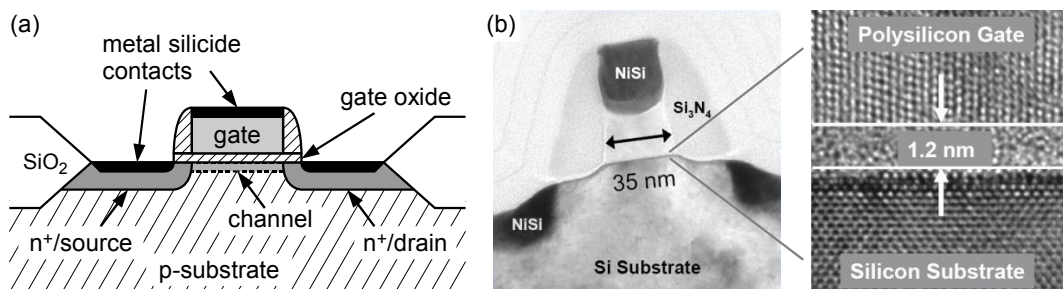 (a)
metal silicide
contacts
gate oxide
gate
SiO₂
channel
n⁺/source
n⁺/drain
p-substrate
(b)
NiSi
Si₃N₄
35 nm
NiSi
Si Substrate
Polysilicon Gate
1.2 nm
Silicon Substrate